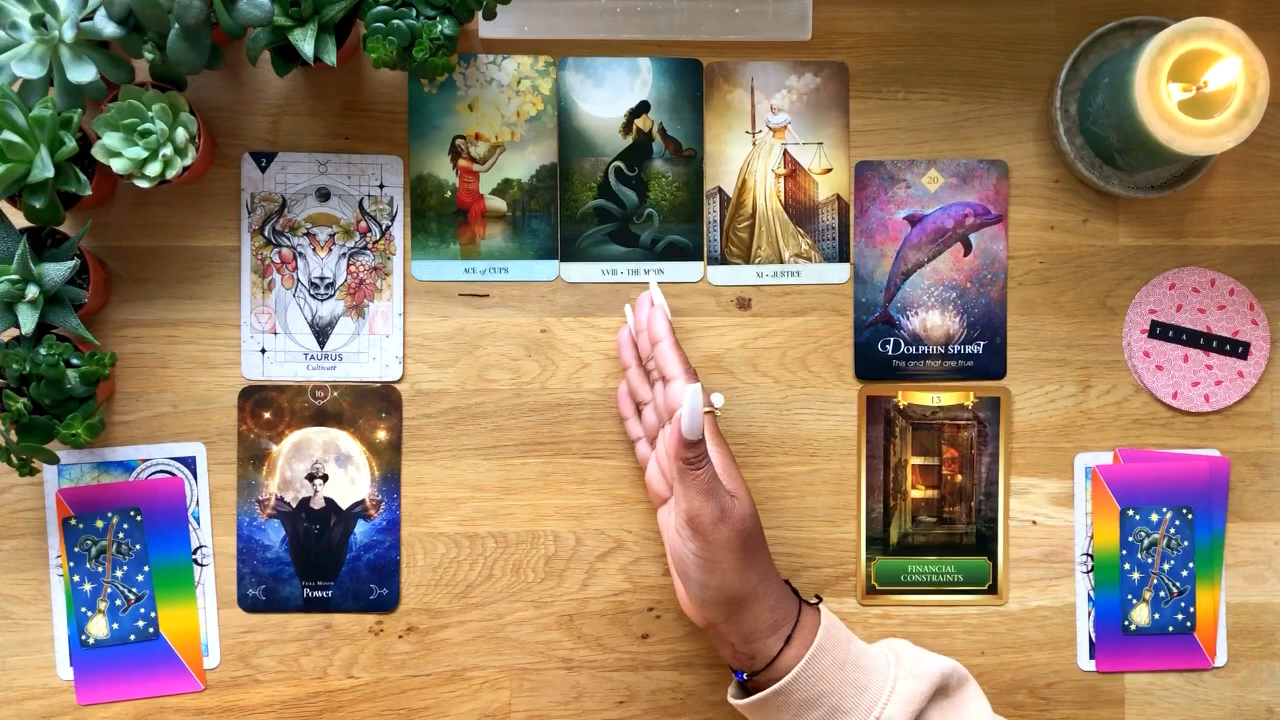 ACE of CUPS
XVIII • THE MOON
XI • JUSTICE
2
TAURUS
Cultivate
20
DOLPHIN SPIRIT
This and that are true.
16
FULL MOON
Power
13
FINANCIAL
CONSTRAINTS
TEA LEAF